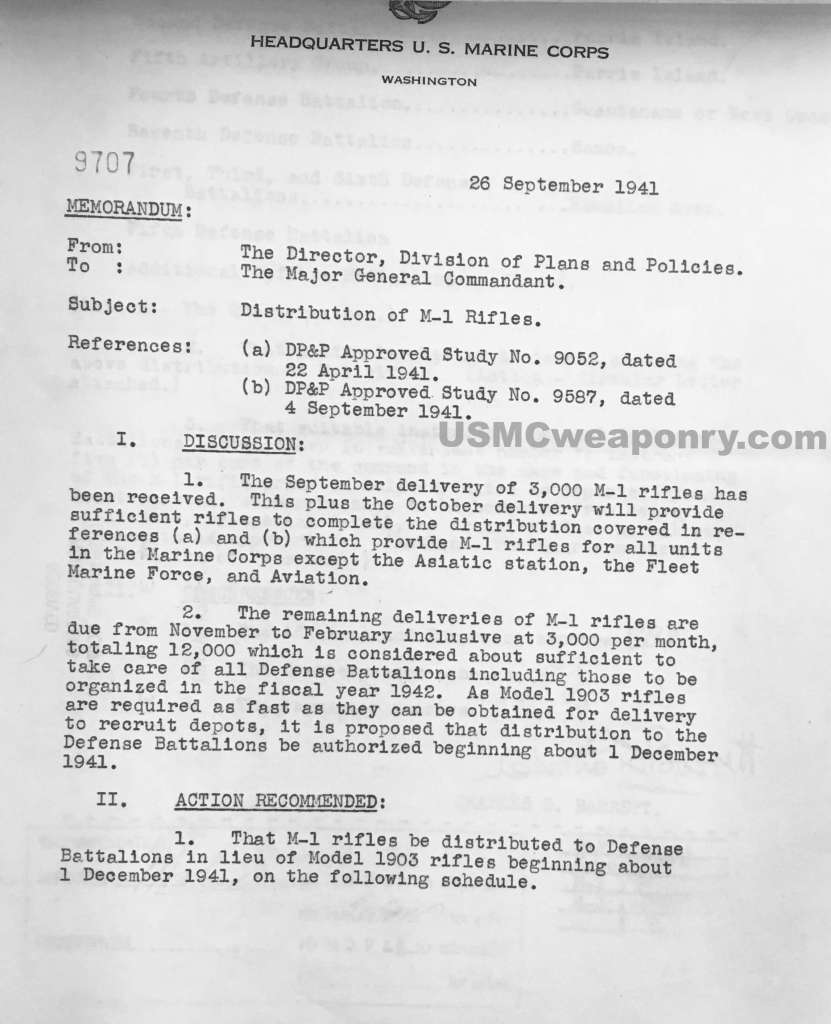 HEADQUARTERS U. S. MARINE CORPS
WASHINGTON
9707
26 September 1941
MEMORANDUM:
From: The Director, Division of Plans and Policies.
To : The Major General Commandant.
Subject: Distribution of M-1 Rifles.
References: (a) DP&P Approved Study No. 9052, dated
22 April 1941.
(b) DP&P Approved Study No. 9587, dated
4 September 1941.
USMCweaponry.com
I. DISCUSSION:
1. The September delivery of 3,000 M-1 rifles has
been received. This plus the October delivery will provide
sufficient rifles to complete the distribution covered in re-
ferences (a) and (b) which provide M-1 rifles for all units
in the Marine Corps except the Asiatic station, the Fleet
Marine Force, and Aviation.
2. The remaining deliveries of M-1 rifles are
due from November to February inclusive at 3,000 per month,
totaling 12,000 which is considered about sufficient to
take care of all Defense Battalions including those to be
organized in the fiscal year 1942. As Model 1903 rifles
are required as fast as they can be obtained for delivery
to recruit depots, it is proposed that distribution to the
Defense Battalions be authorized beginning about 1 December
1941.
II. ACTION RECOMMENDED:
1. That M-1 rifles be distributed to Defense
Battalions in lieu of Model 1903 rifles beginning about
1 December 1941, on the following schedule.